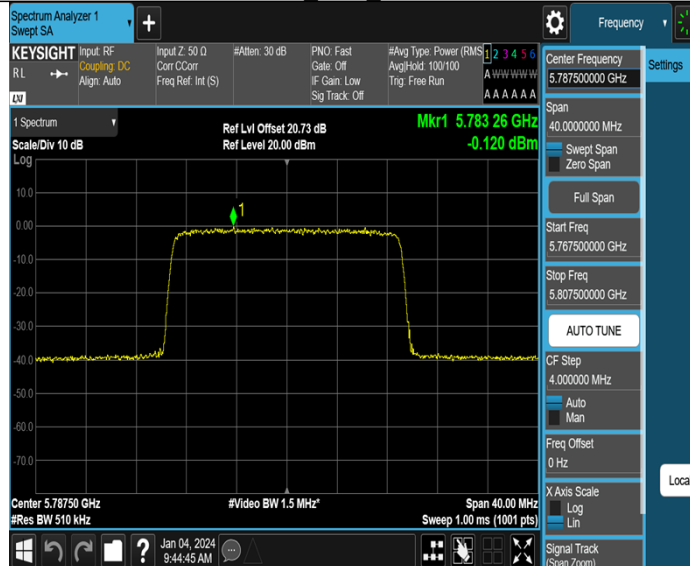 Spectrum Analyzer 1
Swept SA
Frequency
KEYSIGHT
RL
LXI
Input: RF
Coupling: DC
Align: Auto
Input Z: 50 Ω
Corr CCorr
Freq Ref: Int (S)
#Atten: 30 dB
PNO: Fast
Gate: Off
IF Gain: Low
Sig Track: Off
#Avg Type: Power (RMS
Avg|Hold: 100/100
Trig: Free Run
1 2 3 4 5 6
A W W W W W
A A A A A A
1 Spectrum
Scale/Div 10 dB
Log
Ref Lvl Offset 20.73 dB
Ref Level 20.00 dBm
Mkr1 5.783 26 GHz
-0.120 dBm
1
10.0
0.00
-10.0
-20.0
-30.0
-40.0
-50.0
-60.0
-70.0
Center 5.78750 GHz
#Res BW 510 kHz
#Video BW 1.5 MHz*
Span 40.00 MHz
Sweep 1.00 ms (1001 pts)
Center Frequency
5.787500000 GHz
Span
40.0000000 MHz
Swept Span
Zero Span
Full Span
Start Freq
5.767500000 GHz
Stop Freq
5.807500000 GHz
AUTO TUNE
CF Step
4.000000 MHz
Auto
Man
Freq Offset
0 Hz
X Axis Scale
Log
Lin
Signal Track
(Span Zoom)
Settings
Loca
Jan 04, 2024
9:44:45 AM